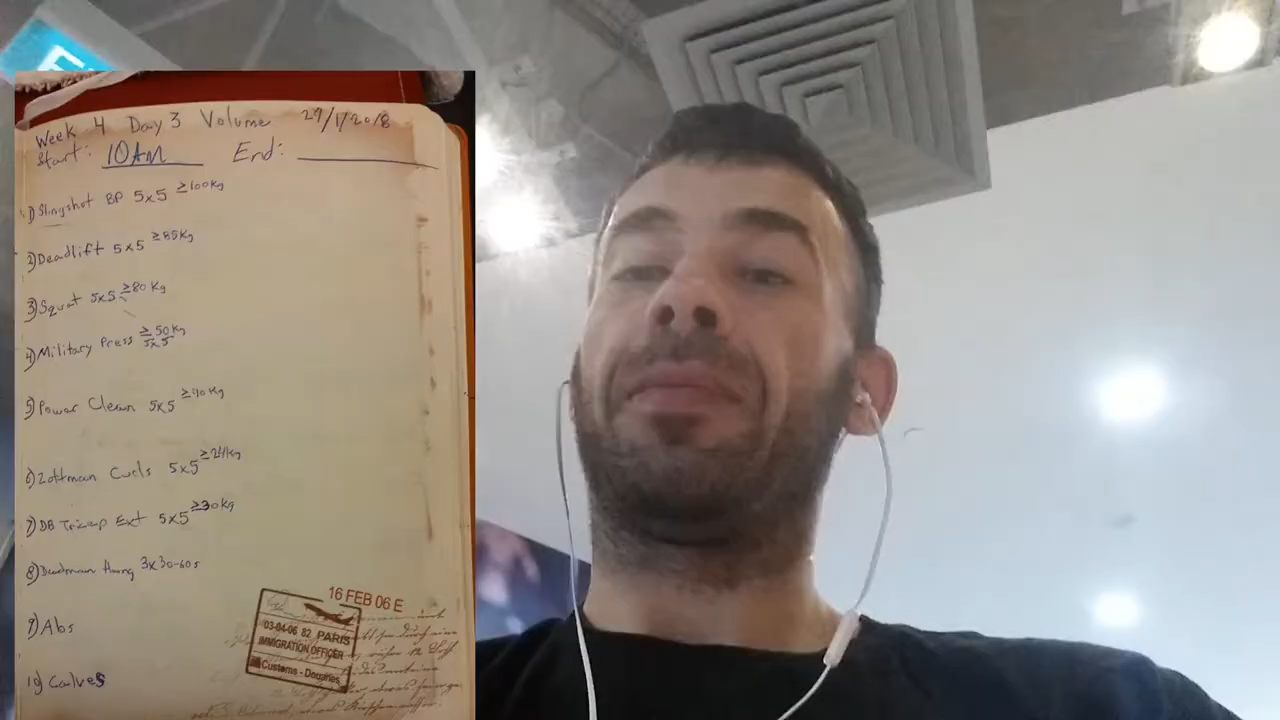 Week 4 Day 3 Volume 29/1/2018
Start: 10AM End:
1) Slingshot BP 5x5 ≥100kg
2) Deadlift 5x5 ≥85kg
3) Squat 5x5 ≥80kg
4) Military Press ≥50kg
5x5
5) Power Clean 5x5 ≥40kg
6) Zottman Curls 5x5 ≥24kg
7) DB Tricep Ext 5x5 ≥30kg
8) Deadman Hang 3x30-60s
9) Abs
10) Calves
16 FEB 06 E
03-04-06 82 PARIS
IMMIGRATION OFFICER
Customs - Douanes